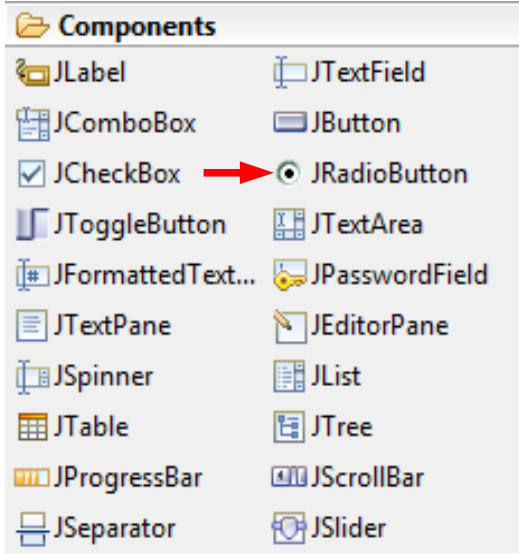 Components
JLabel JTextField
JComboBox JButton
JCheckBox JRadioButton
JToggleButton JTextArea
JFormattedText... JPasswordField
JTextPane JEditorPane
JSpinner JList
JTable JTree
JProgressBar JScrollBar
JSeparator JSlider